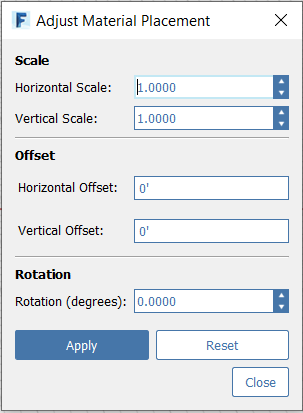 F Adjust Material Placement
Scale
Horizontal Scale: 1.0000
Vertical Scale: 1.0000
Offset
Horizontal Offset: 0'
Vertical Offset: 0'
Rotation
Rotation (degrees): 0.0000
Apply Reset
Close